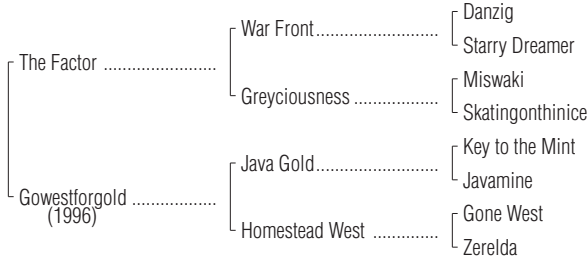 Danzig
War Front
Starry Dreamer
The Factor
Miswaki
Greyciousness
Skatingonthinice
Key to the Mint
Java Gold
Javamine
Gowestforgold
(1996)
Gone West
Homestead West
Zerelda